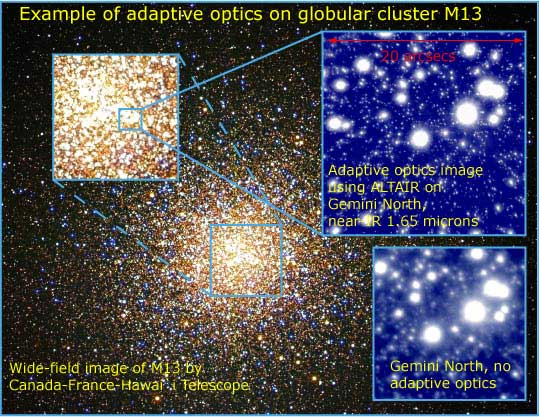 Example of adaptive optics on globular cluster M13
20 arcsecs
Adaptive optics image
using ALTAIR on
Gemini North,
near-IR 1.65 microns
Gemini North, no
adaptive optics
Wide-field image of M13 by
Canada-France-Hawai i Telescope